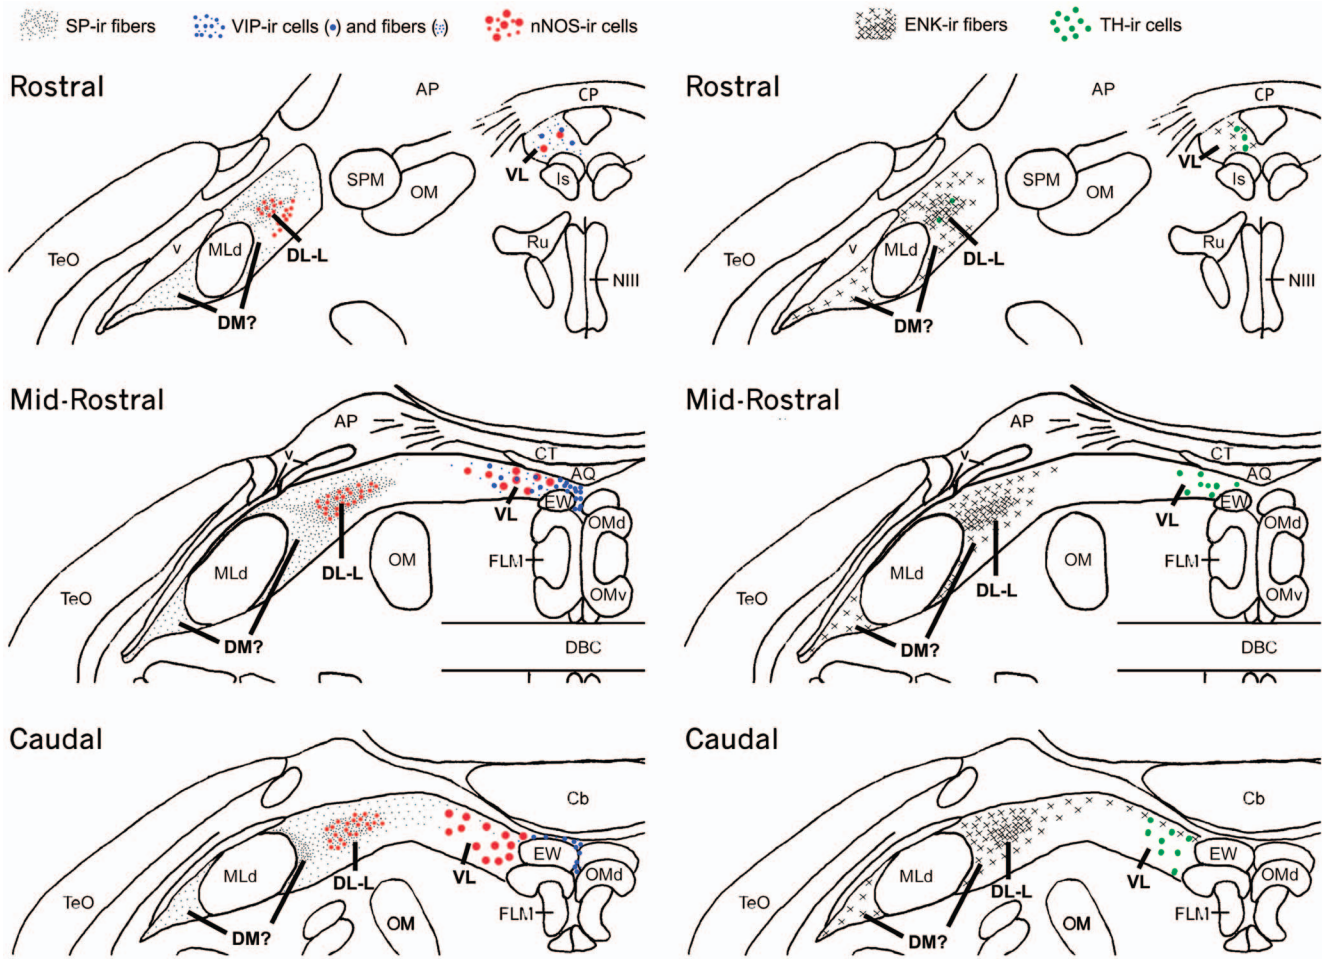 SP-ir fibers VIP-ir cells (•) and fibers (჻) nNOS-ir cells ENK-ir fibers TH-ir cells
Rostral
AP
CP
SPM
OM
VL
Is
TeO
v
MLd
DL-L
Ru
NIII
DM?
Rostral
AP
CP
SPM
OM
VL
Is
TeO
v
MLd
DL-L
Ru
NIII
DM?
Mid-Rostral
AP
v
CT
AQ
VL
EW
OMd
FLM
OM
MLd
DL-L
TeO
OMv
DM?
DBC
Mid-Rostral
AP
v
CT
AQ
VL
EW
OMd
FLM
OM
MLd
DL-L
TeO
OMv
DM?
DBC
Caudal
Cb
EW
VL
MLd
DL-L
OMd
TeO
FLM
OM
DM?
Caudal
Cb
EW
VL
MLd
DL-L
OMd
TeO
FLM
OM
DM?